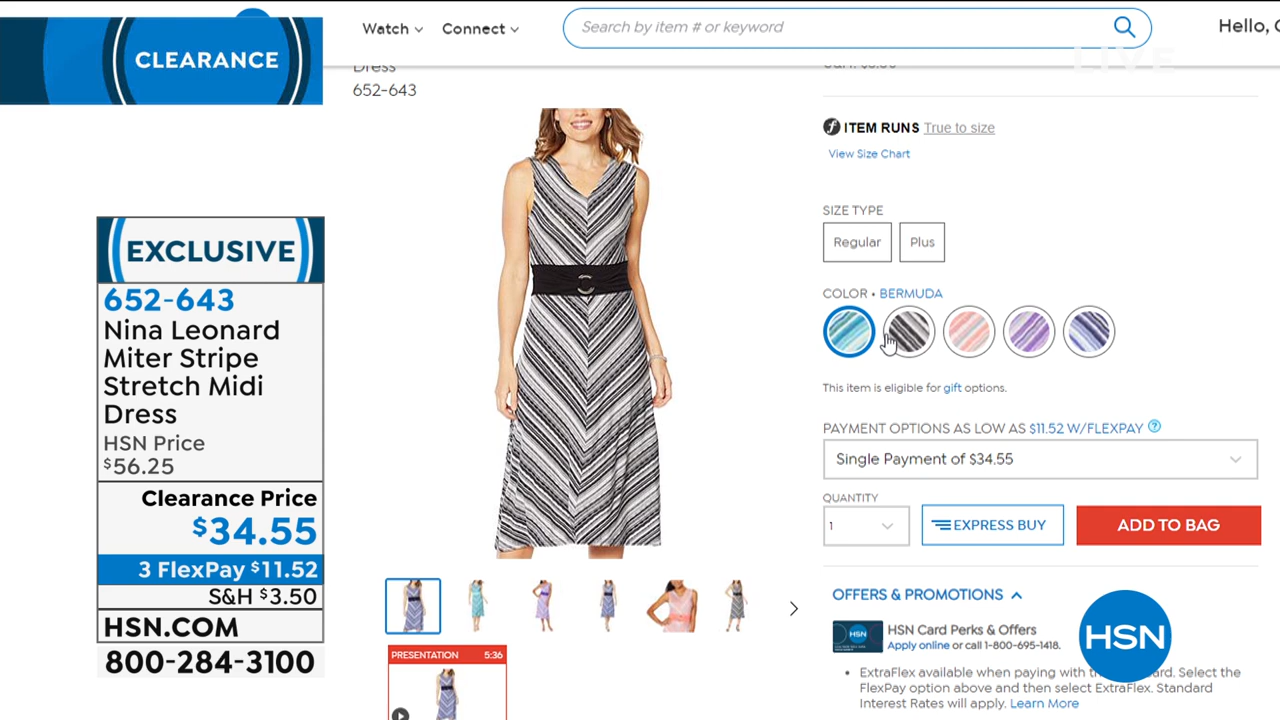 CLEARANCE
Watch
Connect
Search by item # or keyword
Hello,
LIVE
Dress
652-643
ITEM RUNS True to size
View Size Chart
SIZE TYPE
Regular
Plus
COLOR • BERMUDA
This item is eligible for gift options.
PAYMENT OPTIONS AS LOW AS $11.52 W/FLEXPAY ?
Single Payment of $34.55
QUANTITY
1
EXPRESS BUY
ADD TO BAG
OFFERS & PROMOTIONS
HSN
HSN Card Perks & Offers
Apply online or call 1-800-695-1418.
• ExtraFlex available when paying with th ard. Select the
FlexPay option above and then select ExtraFlex. Standard
Interest Rates will apply. Learn More
HSN
PRESENTATION 5:36
EXCLUSIVE
652-643
Nina Leonard
Miter Stripe
Stretch Midi
Dress
HSN Price
$56.25
Clearance Price
$34.55
3 FlexPay $11.52
S&H $3.50
HSN.COM
800-284-3100